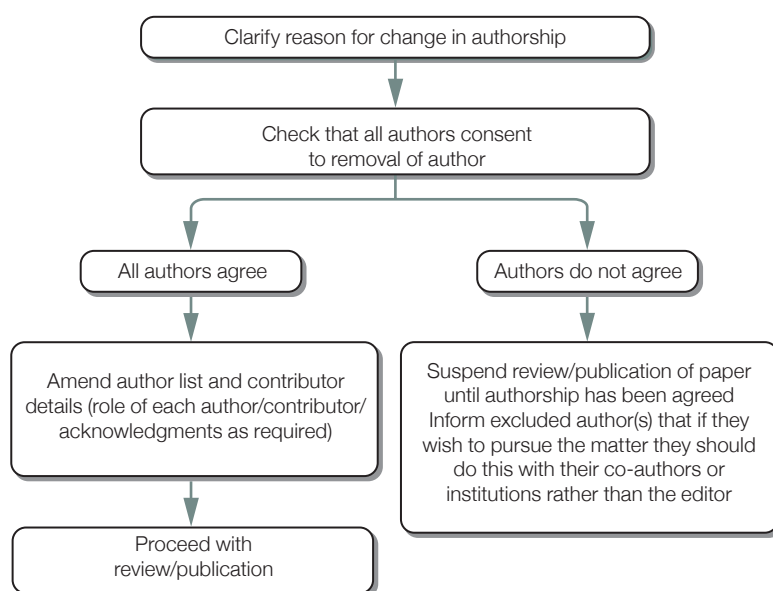 Clarify reason for change in authorship
Check that all authors consent
to removal of author
All authors agree
Authors do not agree
Amend author list and contributor
details (role of each author/contributor/
acknowledgments as required)
Suspend review/publication of paper
until authorship has been agreed
Inform excluded author(s) that if they
wish to pursue the matter they should
do this with their co-authors or
institutions rather than the editor
Proceed with
review/publication